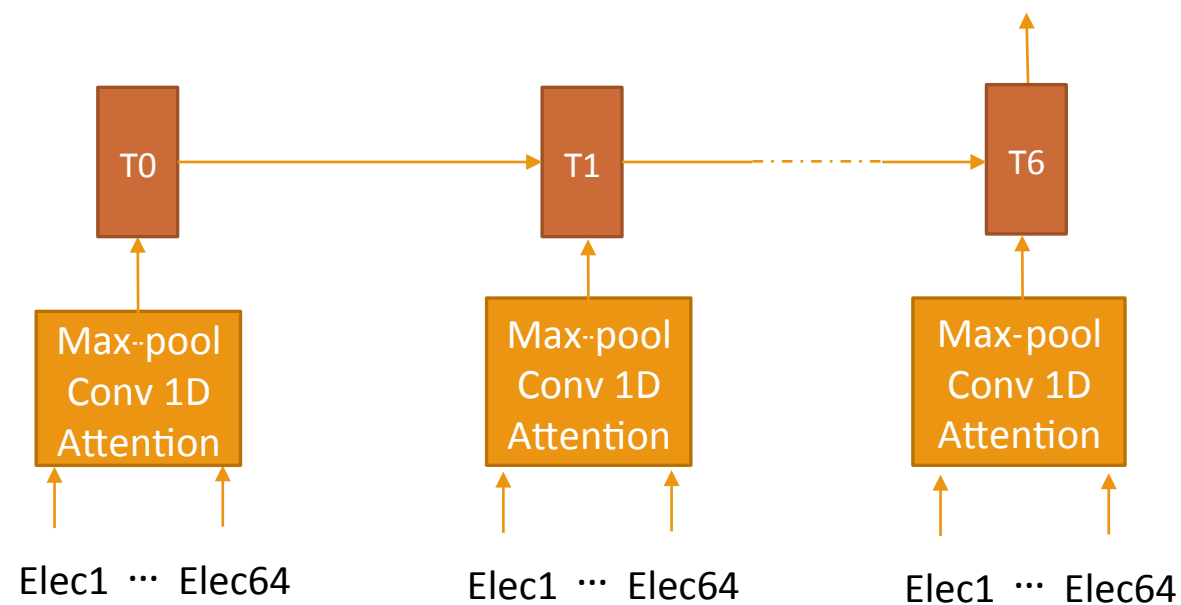 T0
T1
T6
Max-pool
Conv 1D
Attention
Max-pool
Conv 1D
Attention
Max-pool
Conv 1D
Attention
Elec1 ... Elec64
Elec1 ... Elec64
Elec1 ... Elec64